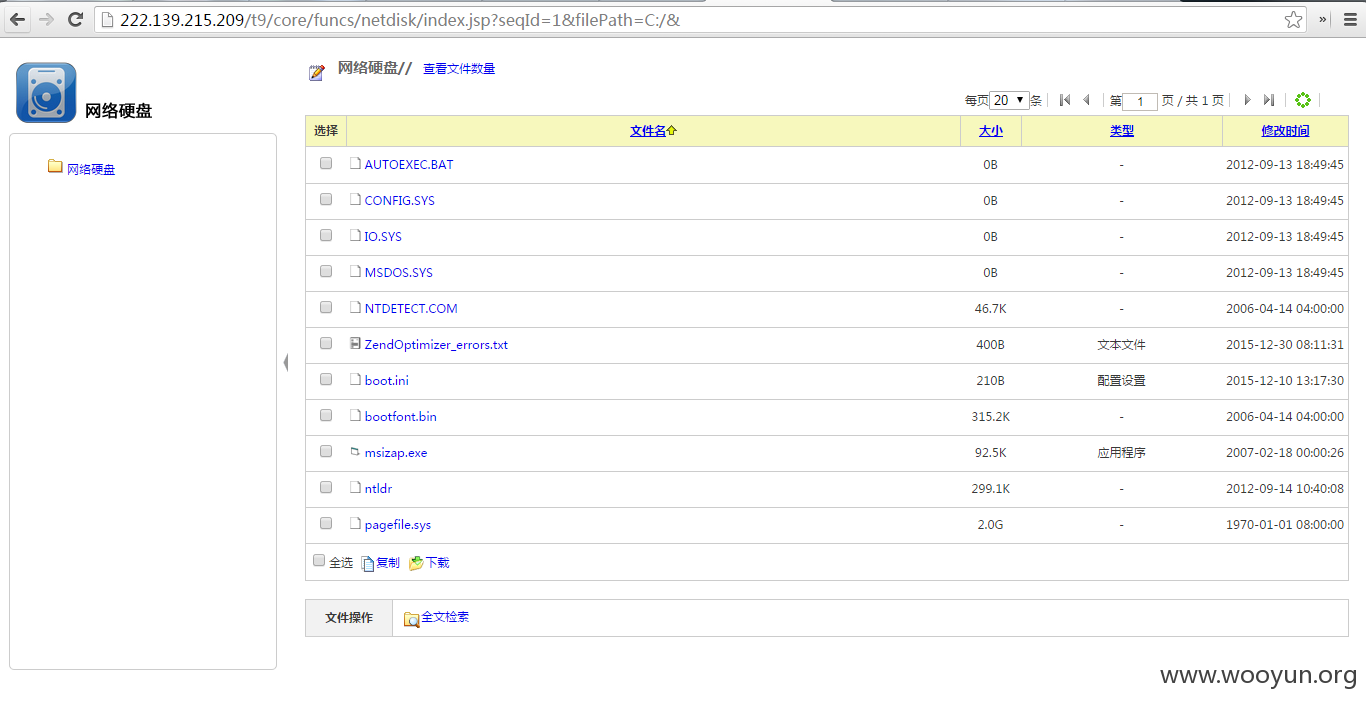 222.139.215.209/t9/core/funcs/netdisk/index.jsp?seqId=1&filePath=C:/&
网络硬盘
网络硬盘
网络硬盘// 查看文件数量
每页 20 条 第 1 页 / 共 1 页
选择 文件名 大小 类型 修改时间
AUTOEXEC.BAT 0B - 2012-09-13 18:49:45
CONFIG.SYS 0B - 2012-09-13 18:49:45
IO.SYS 0B - 2012-09-13 18:49:45
MSDOS.SYS 0B - 2012-09-13 18:49:45
NTDETECT.COM 46.7K - 2006-04-14 04:00:00
ZendOptimizer_errors.txt 400B 文本文件 2015-12-30 08:11:31
boot.ini 210B 配置设置 2015-12-10 13:17:30
bootfont.bin 315.2K - 2006-04-14 04:00:00
msizap.exe 92.5K 应用程序 2007-02-18 00:00:26
ntldr 299.1K - 2012-09-14 10:40:08
pagefile.sys 2.0G - 1970-01-01 08:00:00
全选 复制 下载
文件操作 全文检索
www.wooyun.org